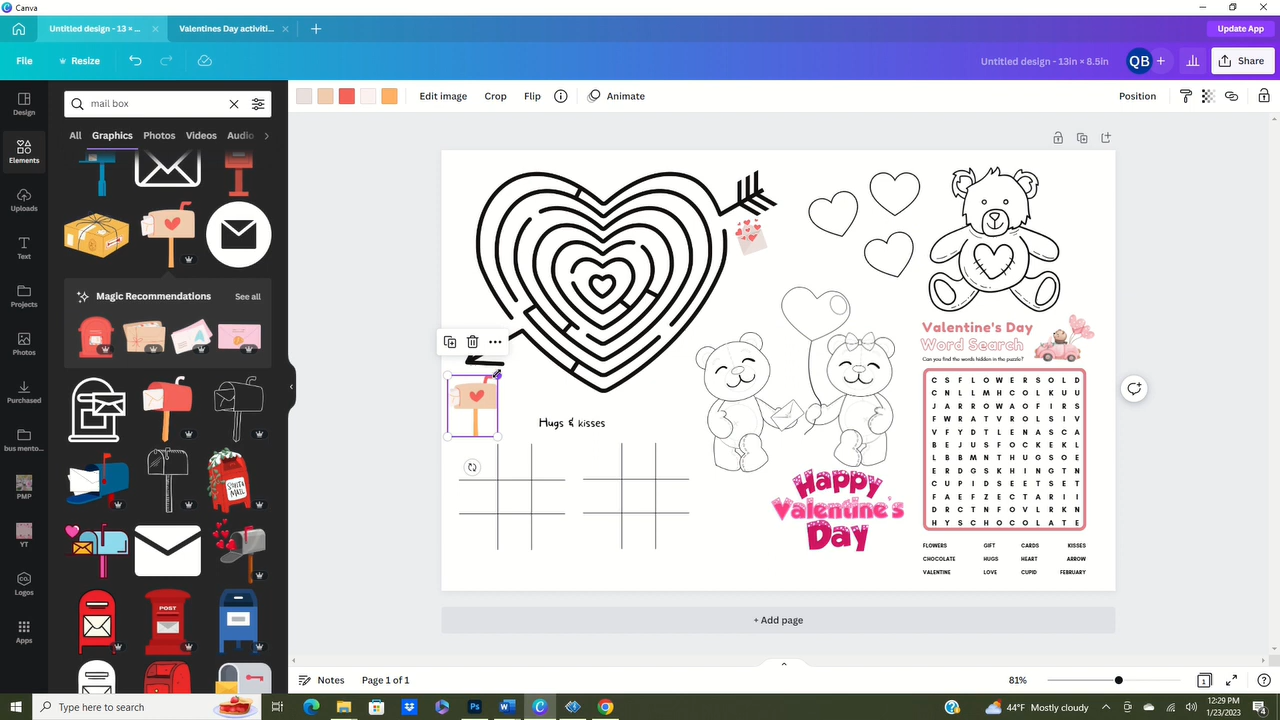 Canva
Untitled design - 13 × ...
Valentines Day activiti...
Update App
File
Resize
Untitled design - 13in × 8.5in
QB
Share
Design
Elements
Uploads
Text
Projects
Photos
Purchased
bus mento...
PMP
YT
Logos
Apps
mail box
All
Graphics
Photos
Videos
Audio
Magic Recommendations
See all
SANTA MAIL
POST
Edit image
Crop
Flip
Animate
Position
Hugs & kisses
Happy
Valentine's
Day
Valentine's Day
Word Search
Can you find the words hidden in the puzzle?
C S F L O W E R S O L D
C N L L M H C O L K U U
J A R R O W A O F I R S
F W R A T V R O L S I V
V F Y D T L E N A S C A
B E J U S F O C K E K L
L B B M N T H U G S O E
E R D G S K H I N G T N
C U P I D S E E T S E T
F A E F Z E C T A R I I
D R C T N F O V L R K N
H Y S C H O C O L A T E
FLOWERS GIFT CARDS KISSES
CHOCOLATE HUGS HEART ARROW
VALENTINE LOVE CUPID FEBRUARY
+ Add page
Notes
Page 1 of 1
81%
1
Type here to search
44°F Mostly cloudy
12:29 PM
1/23/2023